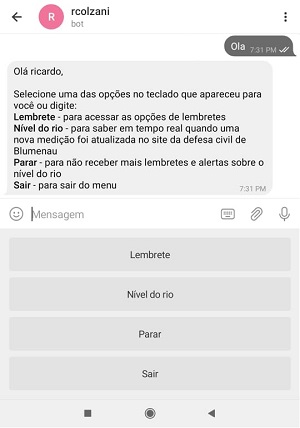 rcolzani
R
bot
Ola
7:31 PM
Olá ricardo,
Selecione uma das opções no teclado que apareceu para
você ou digite:
Lembrete - para acessar as opções de lembretes
Nível do rio - para saber em tempo real quando uma
nova medição foi atualizada no site da defesa civil de
Blumenau
Parar - para não receber mais lembretes e alertas sobre o
nível do rio
Sair - para sair do menu
7:31 PM
Mensagem
Lembrete
Nível do rio
Parar
Sair